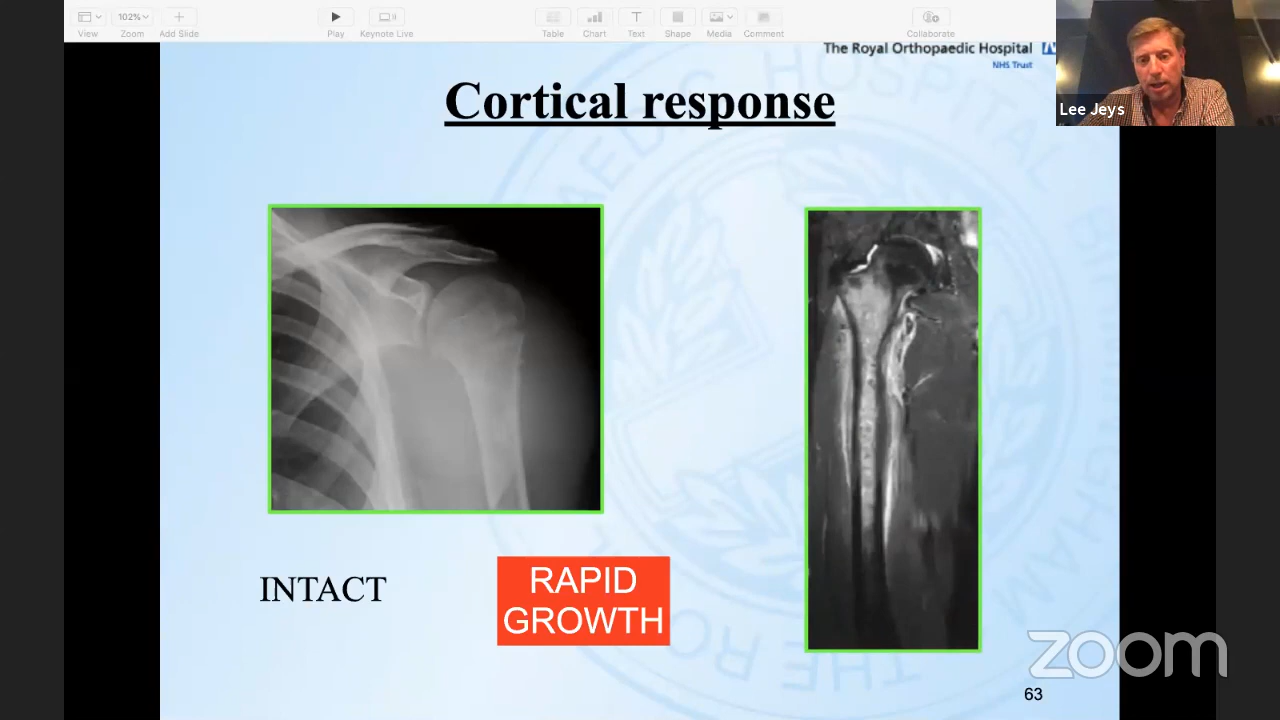 102%
View
Zoom
Add Slide
Play
Keynote Live
Table
Chart
Text
Shape
Media
Comment
Collaborate
The Royal Orthopaedic Hospital
NHS Trust
Lee Jeys
Cortical response
INTACT
RAPID
GROWTH
zoom
63